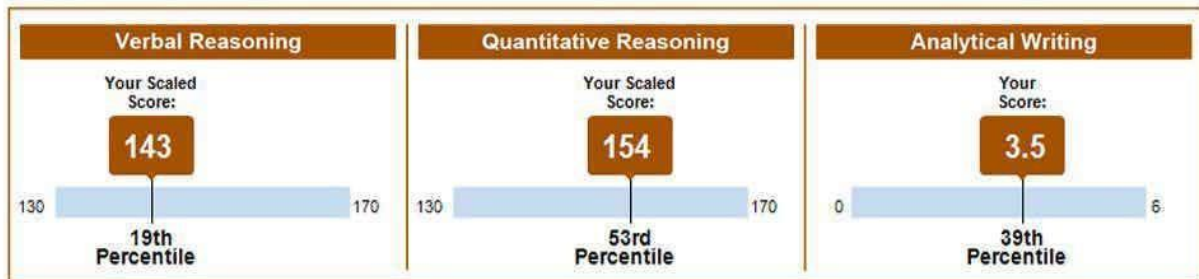 Verbal Reasoning
Your Scaled
Score:
143
130
170
19th
Percentile
Quantitative Reasoning
Your Scaled
Score:
154
130
170
53rd
Percentile
Analytical Writing
Your
Score:
3.5
0
6
39th
Percentile